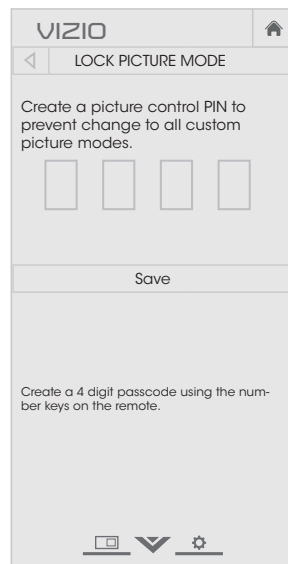 VIZIO
LOCK PICTURE MODE
Create a picture control PIN to
prevent change to all custom
picture modes.
Save
Create a 4 digit passcode using the num-
ber keys on the remote.